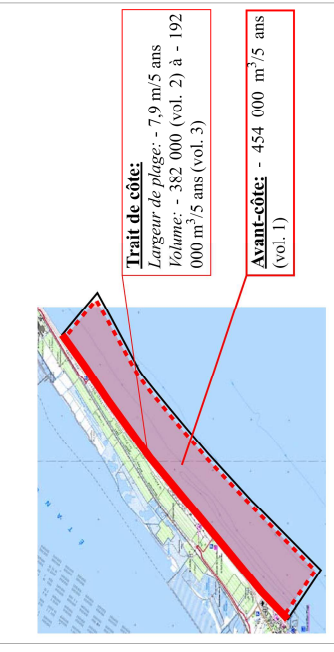 Trait de côte:
Largeur de plage: - 7,9 m/5 ans
Volume: - 382 000 (vol. 2) à - 192
000 m³/5 ans (vol. 3)
Avant-côte: - 454 000 m³/5 ans
(vol. 1)